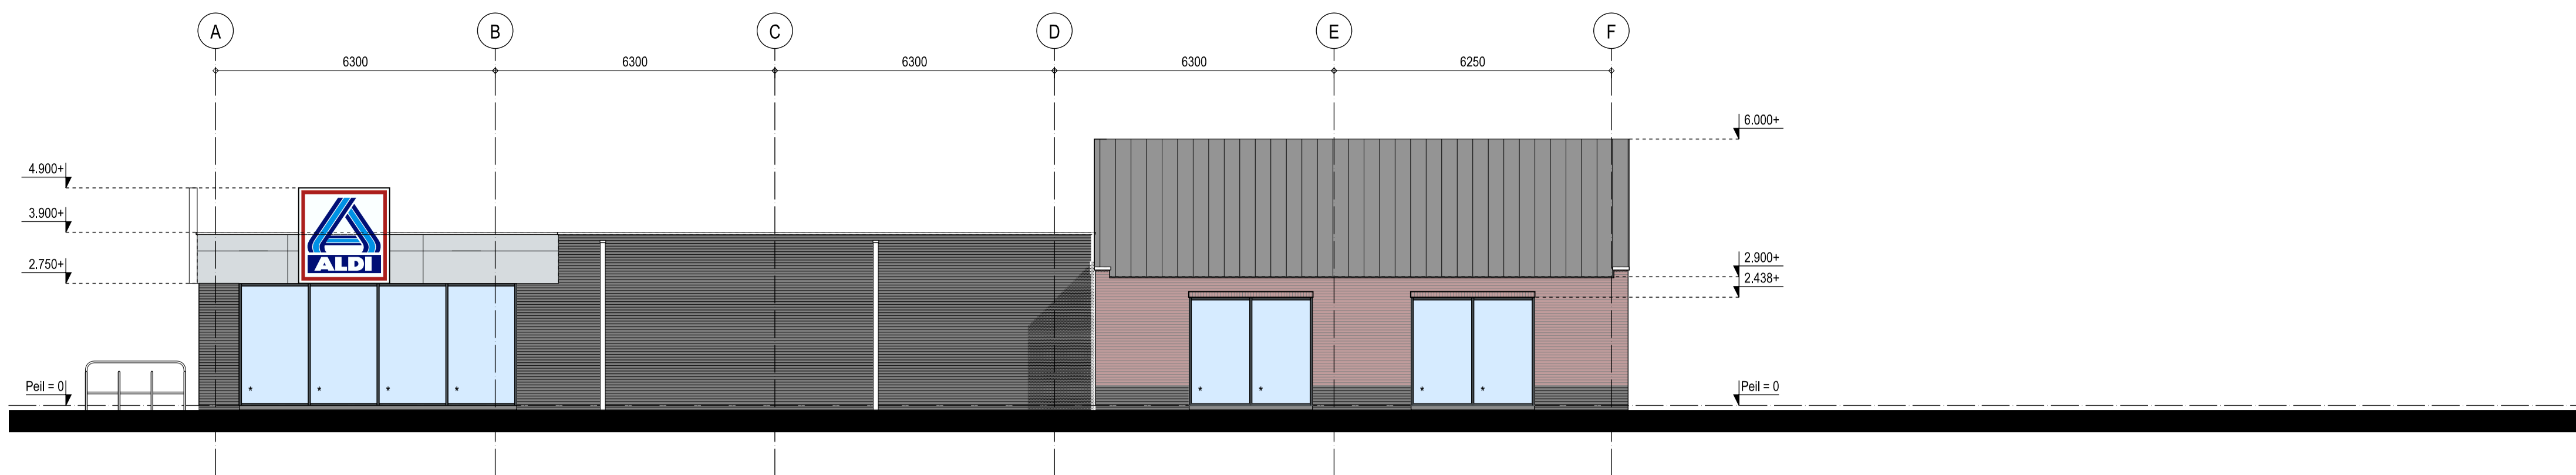 A B C D E F
6300 6300 6300 6300 6250
6.000+
4.900+
3.900+
2.750+
2.900+
2.438+
ALDI
* * * * * * * *
Peil = 0
Peil = 0